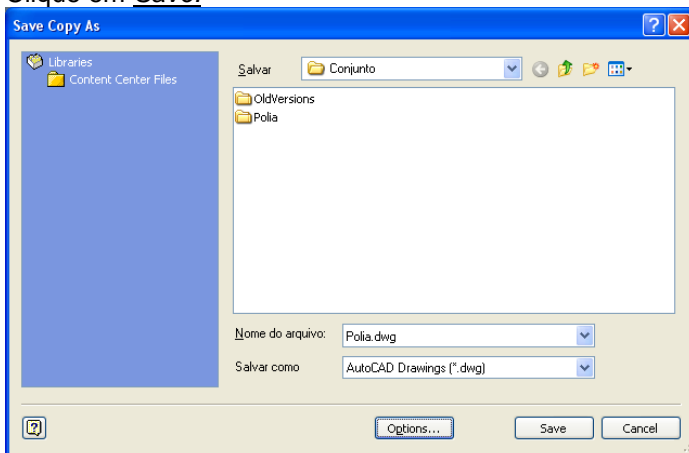 Clique em Save.
Save Copy As
Libraries
Content Center Files
Salvar
Conjunto
OldVersions
Polia
Nome do arquivo:
Polia.dwg
Salvar como
AutoCAD Drawings (*.dwg)
Options...
Save
Cancel